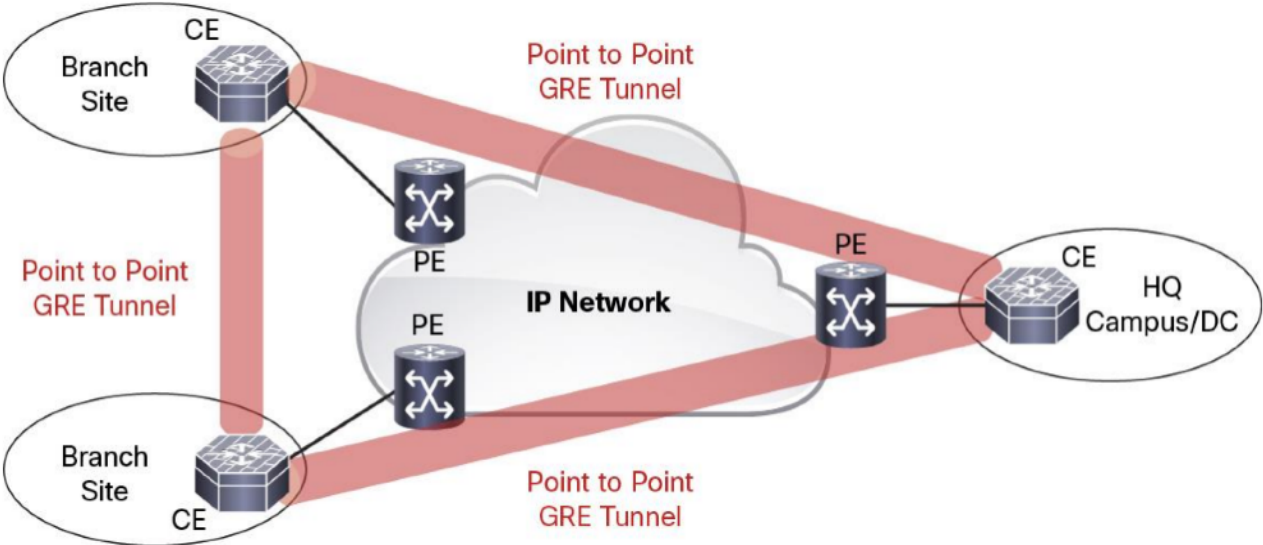 CE
Branch
Site
Point to Point
GRE Tunnel
PE
PE
CE
HQ
Campus/DC
Point to Point
GRE Tunnel
IP Network
PE
Branch
Site
CE
Point to Point
GRE Tunnel